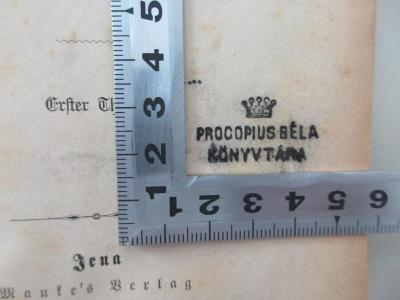 Erster
PROCOPIUS BÉLA
KÖNYVTÁRA
5
4
3
2
1
1 2 3 4 5 6
Jena
Mauke's Verlag